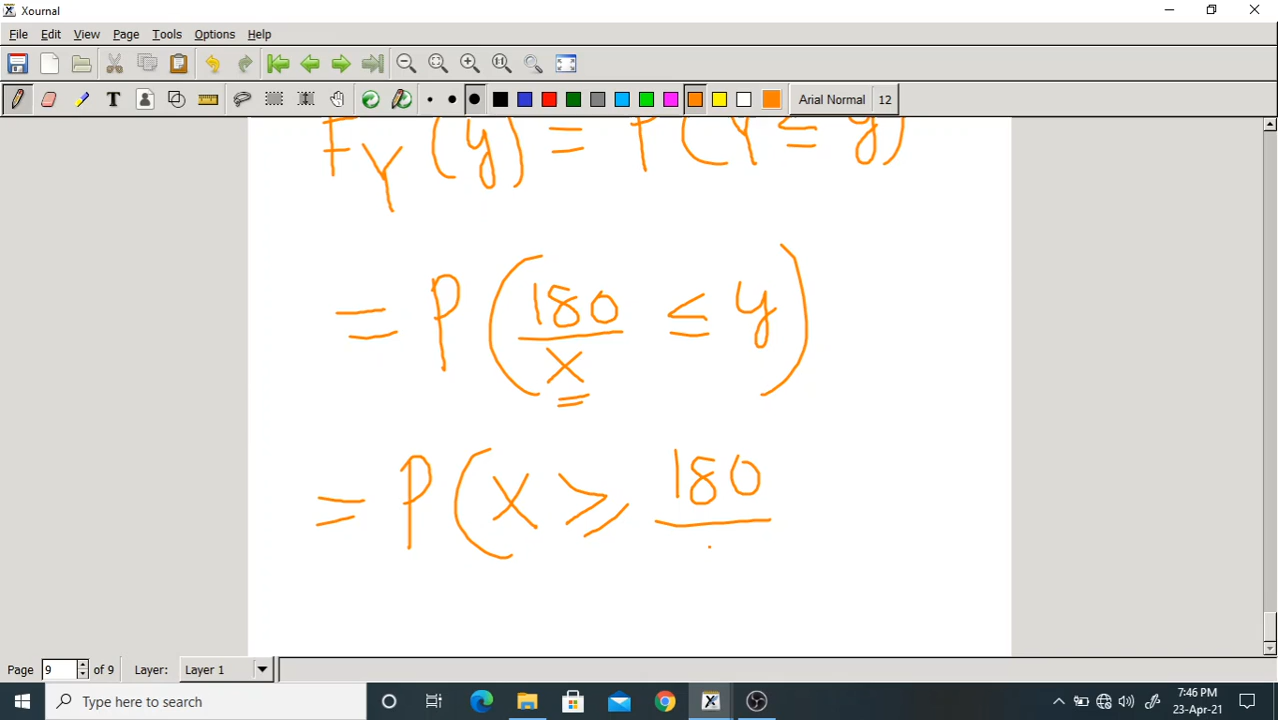 Xournal
File Edit View Page Tools Options Help
T Arial Normal 12
F_Y (y) = P(Y ≤ y)
= P(180/X ≤ y)
= P(X ≥ 180/
Page 9 of 9 Layer: Layer 1
Type here to search 7:46 PM
23-Apr-21